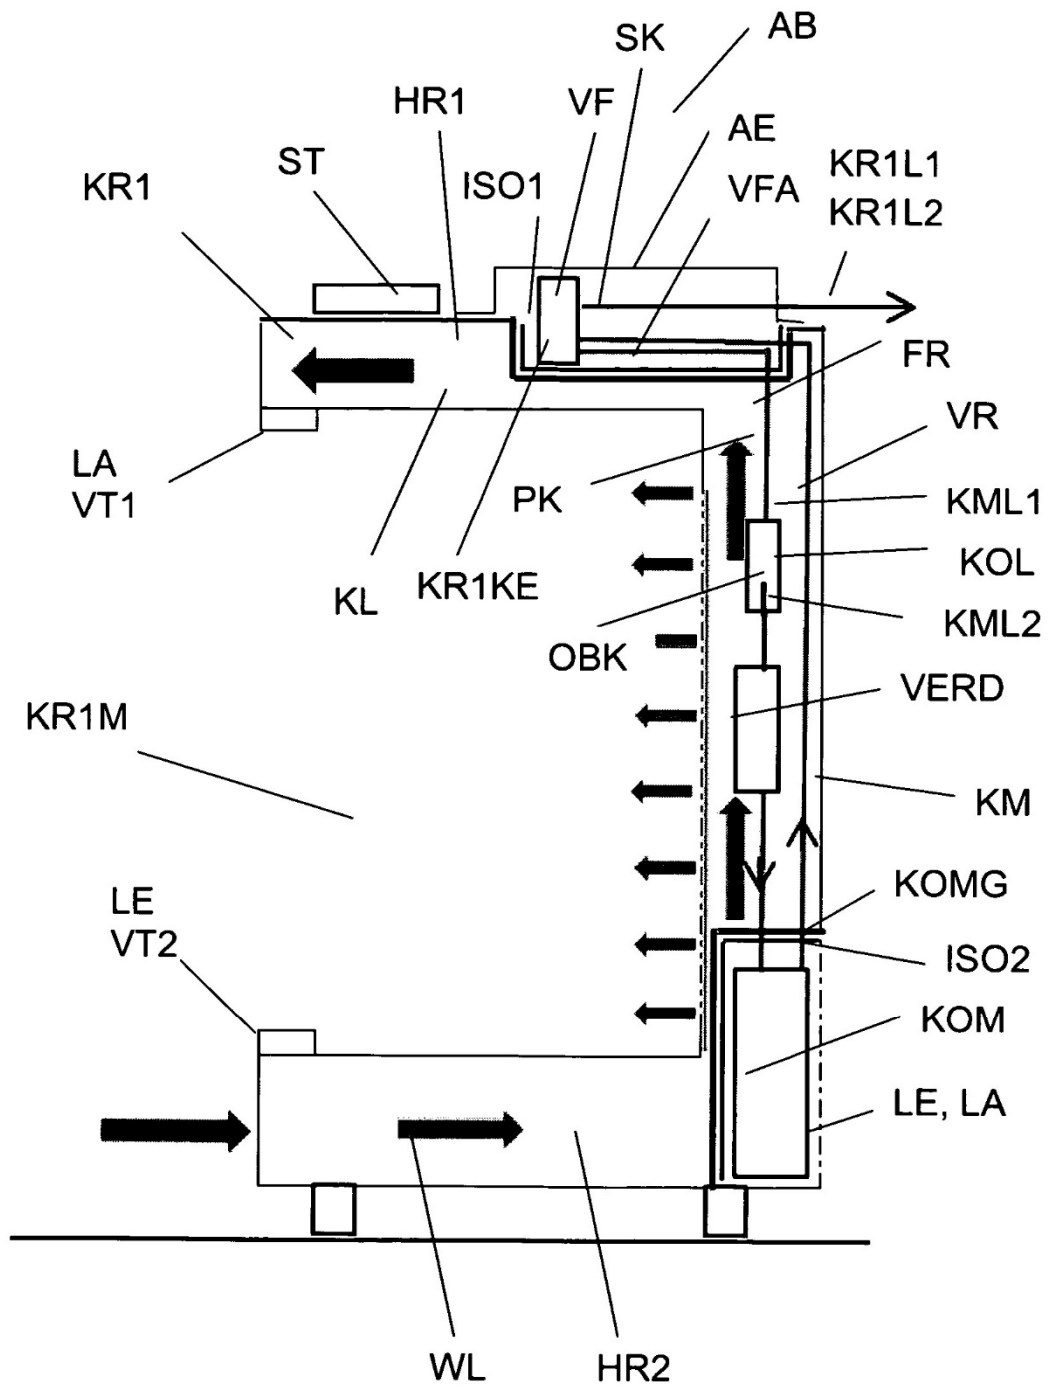 AB
SK
HR1
VF
AE
ST
KR1
ISO1
VFA
KR1L1
KR1L2
FR
VR
LA
VT1
PK
KML1
KL
KR1KE
KOL
KML2
OBK
VERD
KR1M
KM
LE
VT2
KOMG
ISO2
KOM
LE, LA
WL
HR2